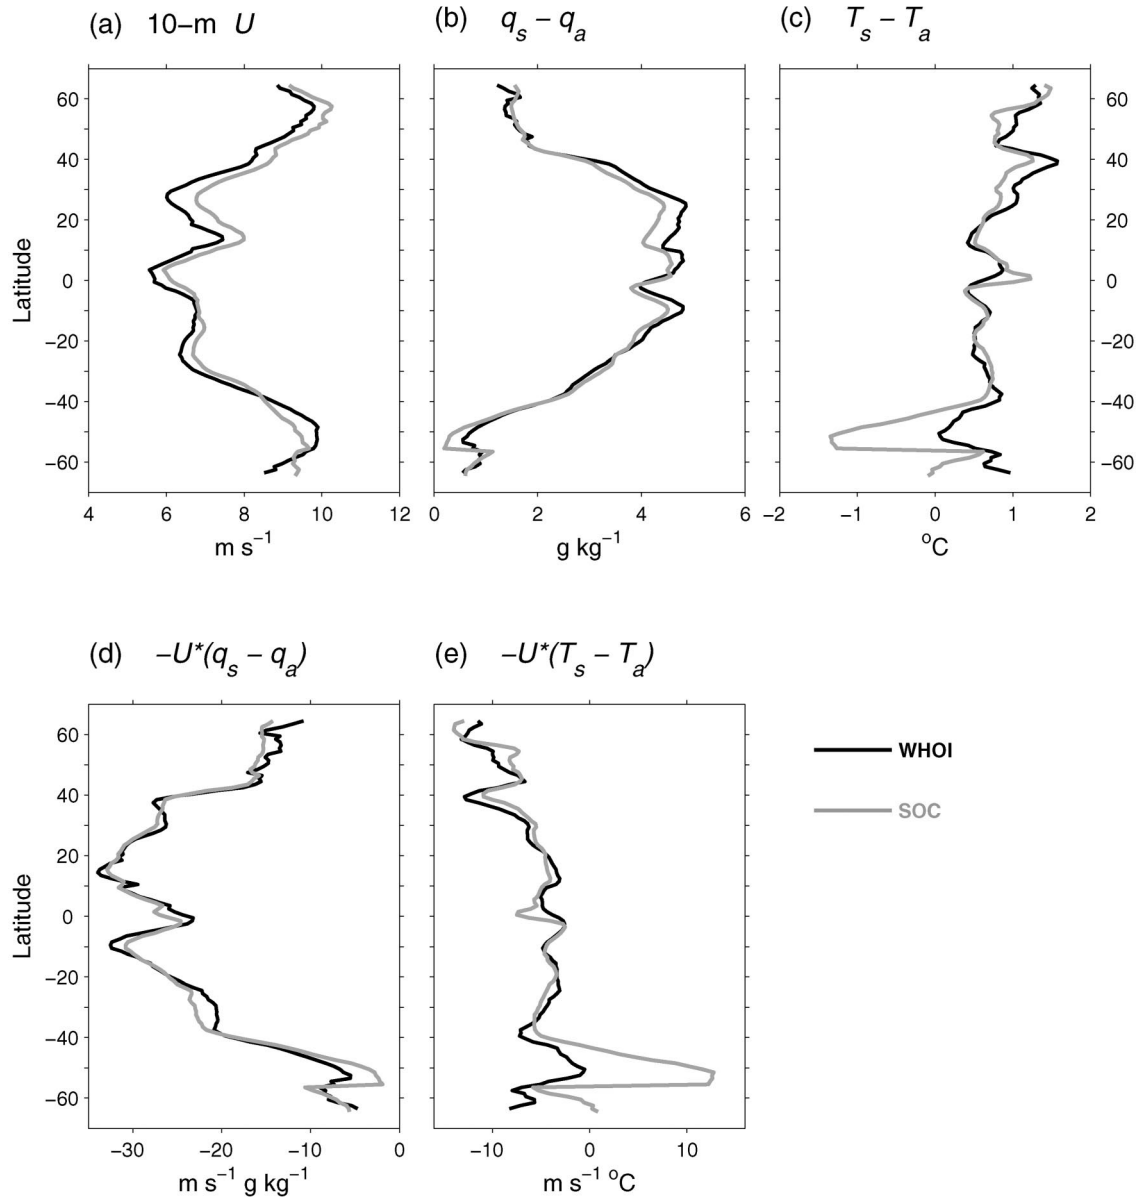 (a) 10−m U
(b) qs − qa
(c) Ts − Ta
60
40
20
0
−20
−40
−60
Latitude
4 6 8 10 12
m s−1
0 2 4 6
g kg−1
60
40
20
0
−20
−40
−60
−2 −1 0 1 2
oC
(d) −U*(qs − qa)
(e) −U*(Ts − Ta)
60
40
20
0
−20
−40
−60
Latitude
−30 −20 −10 0
m s−1 g kg−1
−10 0 10
m s−1 oC
WHOI
SOC